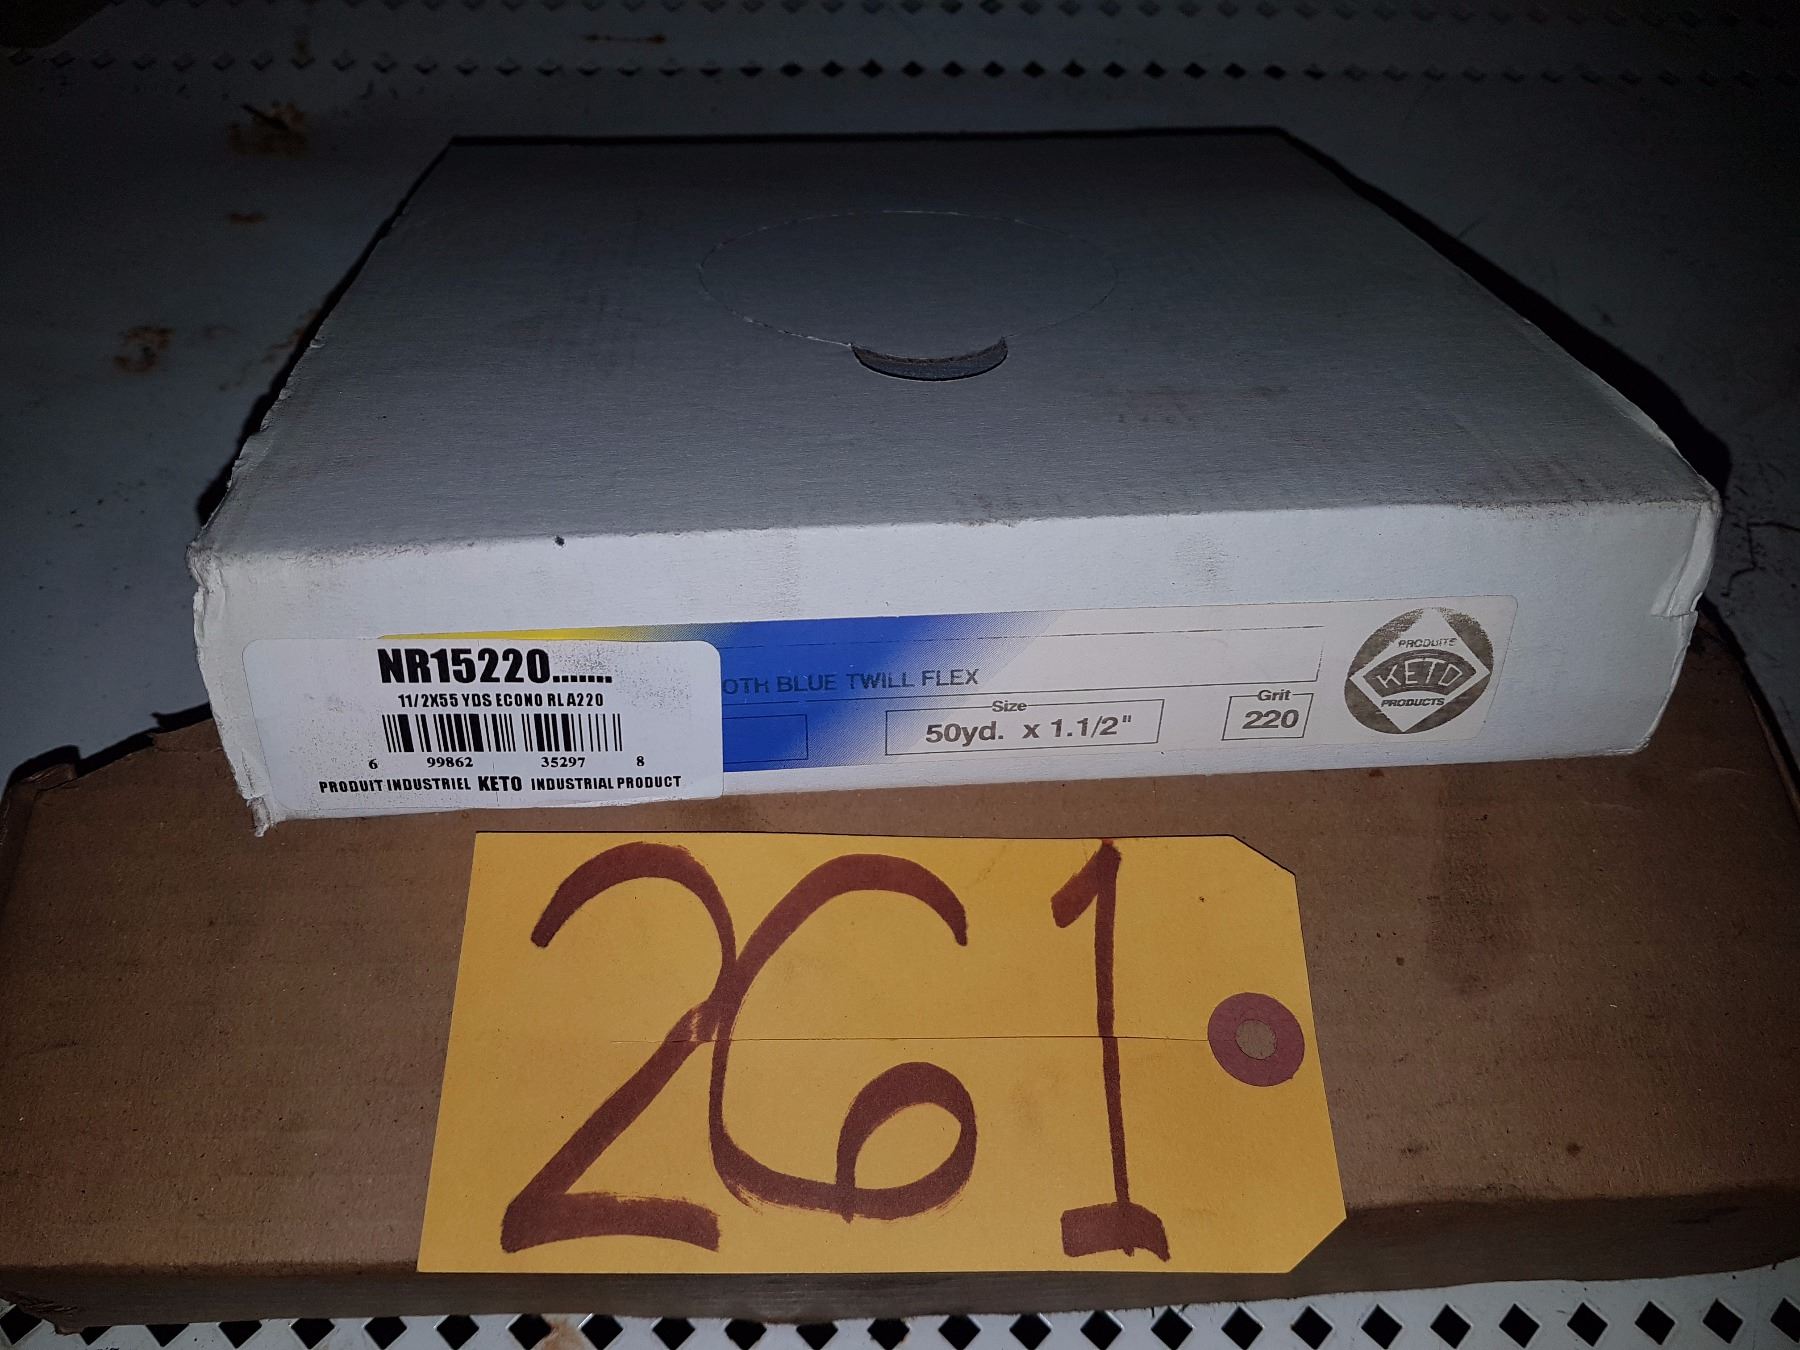 NR15220.......
11/2X55 YDS ECONO RL A220
6 99862 35297 8
PRODUIT INDUSTRIEL KETO INDUSTRIAL PRODUCT
OTH BLUE TWILL FLEX
Size
50yd. x 1.1/2"
Grit
220
PRODUITS
KETO
PRODUCTS
261